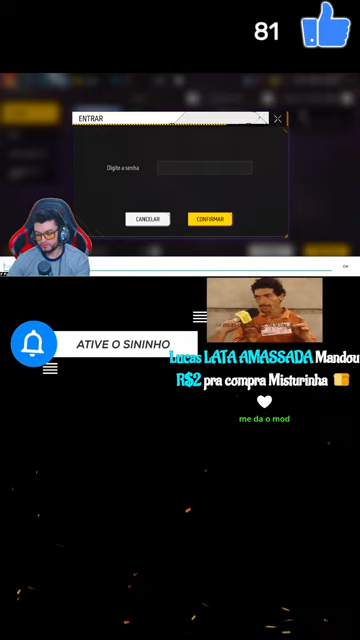 81
ENTRAR
Digite a senha
CANCELAR
CONFIRMAR
OK
ATIVE O SININHO
Lucas LATA AMASSADA Mandou
R$2 pra compra Misturinha
me da o mod